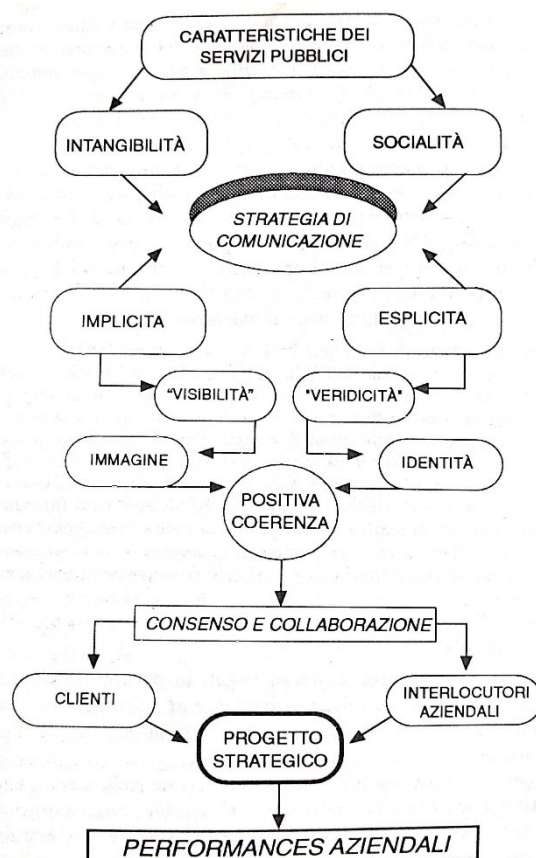 CARATTERISTICHE DEI
SERVIZI PUBBLICI
INTANGIBILITÀ
SOCIALITÀ
STRATEGIA DI
COMUNICAZIONE
IMPLICITA
ESPLICITA
"VISIBILITÀ"
"VERIDICITÀ"
IMMAGINE
IDENTITÀ
POSITIVA
COERENZA
CONSENSO E COLLABORAZIONE
CLIENTI
INTERLOCUTORI
AZIENDALI
PROGETTO
STRATEGICO
PERFORMANCES AZIENDALI